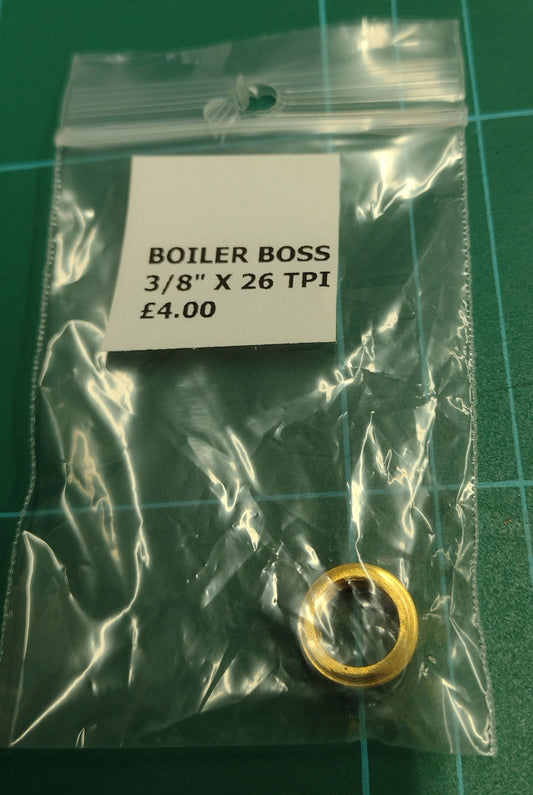 BOILER BOSS
3/8" X 26 TPI
£4.00